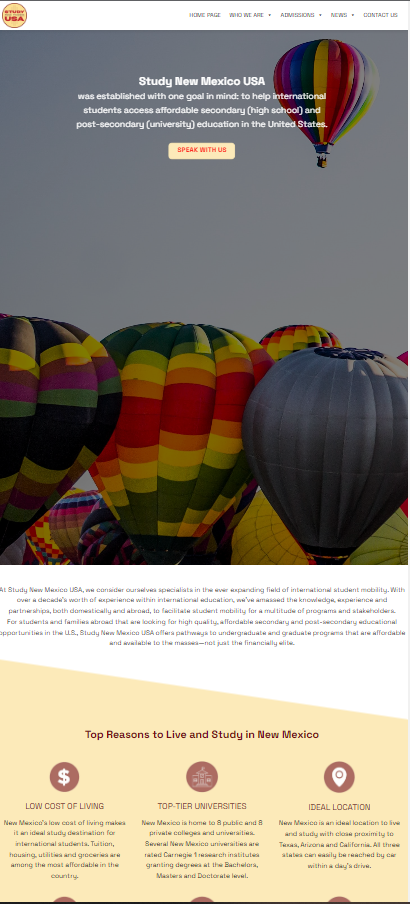 STUDY
USA
HOME PAGE WHO WE ARE ADMISSIONS NEWS CONTACT US
Study New Mexico USA
was established with one goal in mind: to help international
students access affordable secondary (high school) and
post-secondary (university) education in the United States.
SPEAK WITH US
At Study New Mexico USA, we consider ourselves specialists in the ever expanding field of international student mobility. With
over a decade's worth of experience within international education, we've amassed the knowledge, experience and
partnerships, both domestically and abroad, to facilitate student mobility for a multitude of programs and stakeholders.
For students and families abroad that are looking for high quality, affordable secondary and post-secondary educational
opportunities in the U.S., Study New Mexico USA offers pathways to undergraduate and graduate programs that are affordable
and available to the masses—not just the financially elite.
Top Reasons to Live and Study in New Mexico
$
LOW COST OF LIVING
New Mexico's low cost of living makes
it an ideal study destination for
international students. Tuition,
housing, utilities and groceries are
among the most affordable in the
country.
TOP-TIER UNIVERSITIES
New Mexico is home to 8 public and 8
private colleges and universities.
Several New Mexico universities are
rated Carnegie 1 research institutes
granting degrees at the Bachelors,
Masters and Doctorate level.
IDEAL LOCATION
New Mexico is an ideal location to live
and study with close proximity to
Texas, Arizona and California. All three
states can easily be reached by car
within a day's drive.